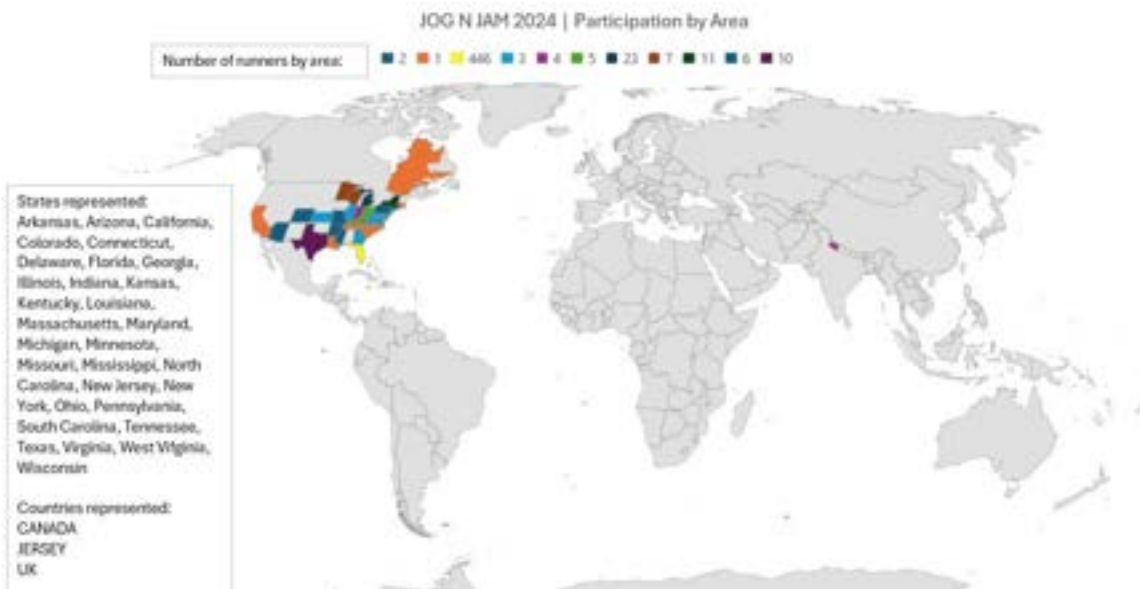 JOG N JAM 2024 | Participation by Area
Number of runners by area: 2 1 446 3 4 5 23 7 11 6 10
States represented:
Arkansas, Arizona, California,
Colorado, Connecticut,
Delaware, Florida, Georgia,
Illinois, Indiana, Kansas,
Kentucky, Louisiana,
Massachusetts, Maryland,
Michigan, Minnesota,
Missouri, Mississippi, North
Carolina, New Jersey, New
York, Ohio, Pennsylvania,
South Carolina, Tennessee,
Texas, Virginia, West Vifginia,
Wisconsin
Countries represented:
CANADA
JERSEY
UK